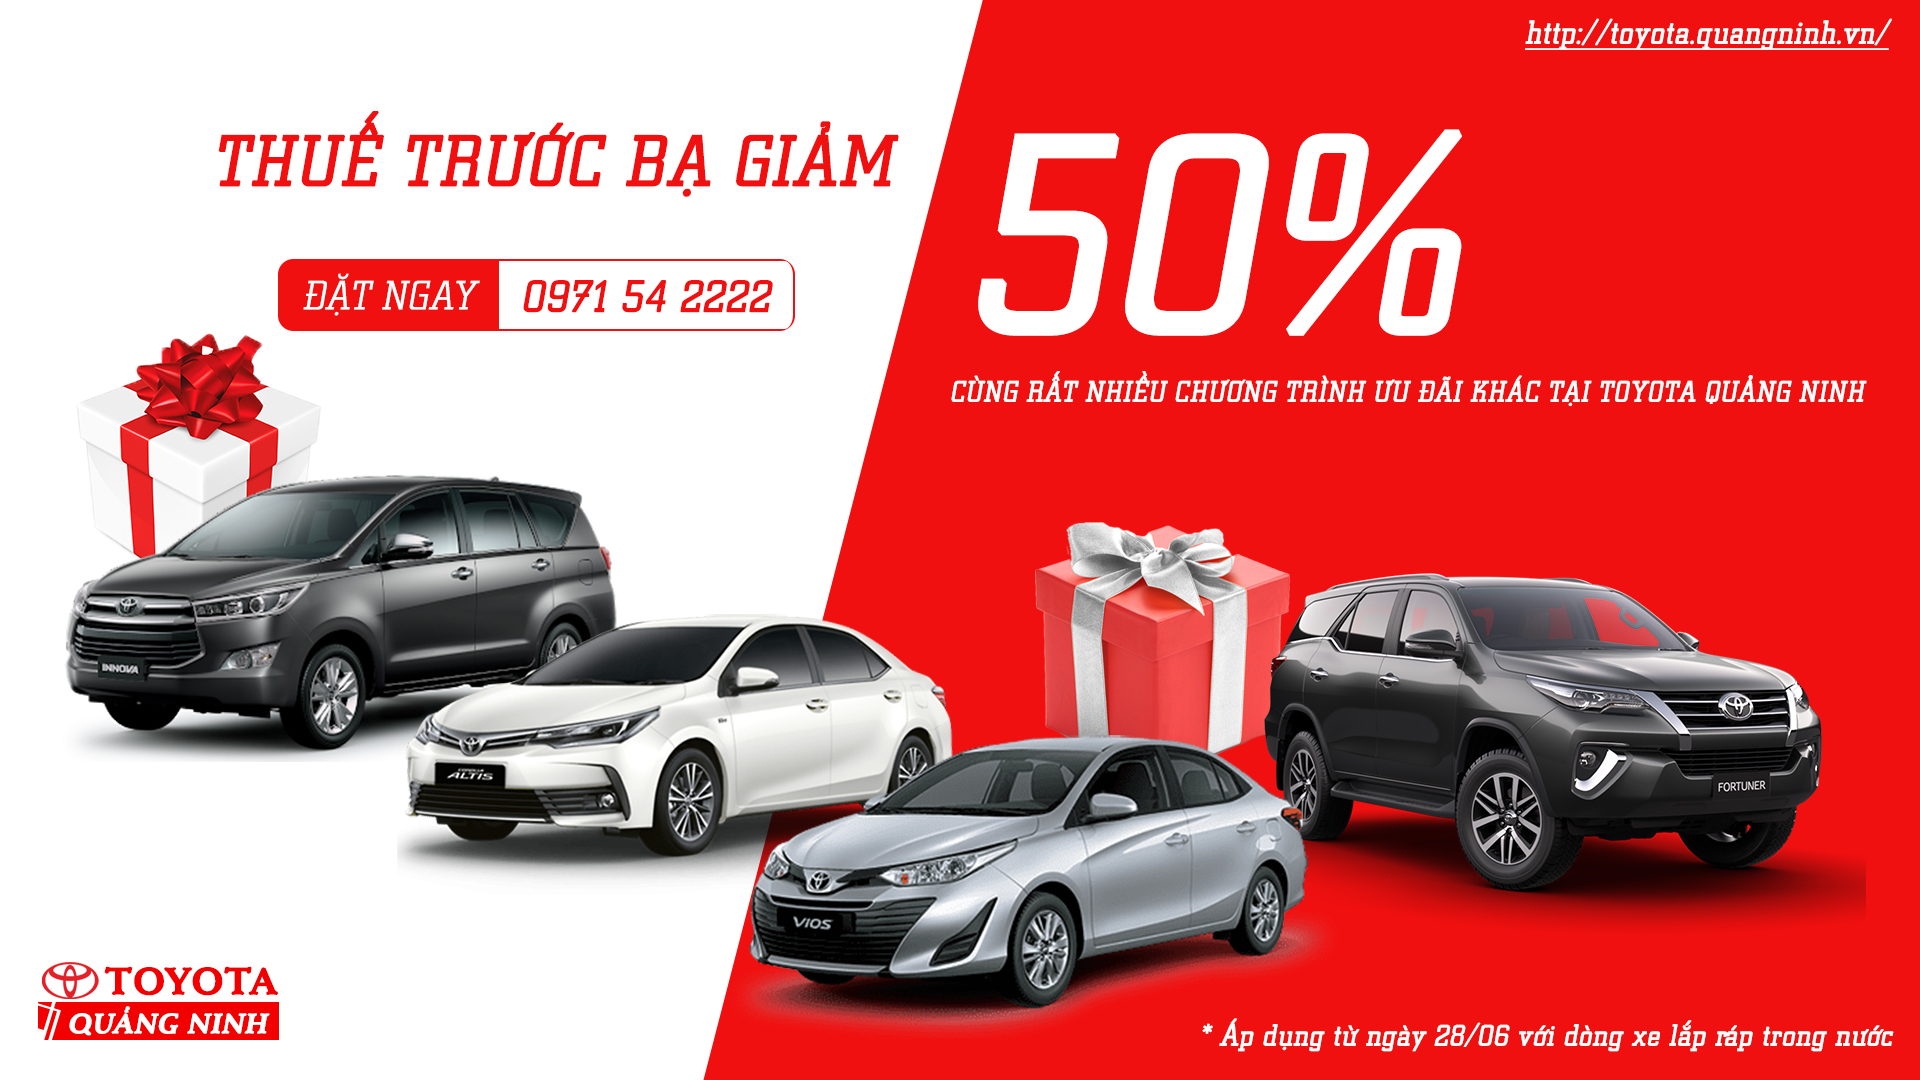 http://toyota.quangninh.vn/
THUẾ TRƯỚC BẠ GIẢM
50%
ĐẶT NGAY 0971 54 2222
CÙNG RẤT NHIỀU CHƯƠNG TRÌNH ƯU ĐÃI KHÁC TẠI TOYOTA QUẢNG NINH
INNOVA
COROLLA
ALTIS
FORTUNER
VIOS
TOYOTA
QUẢNG NINH
* Áp dụng từ ngày 28/06 với dòng xe lắp ráp trong nước